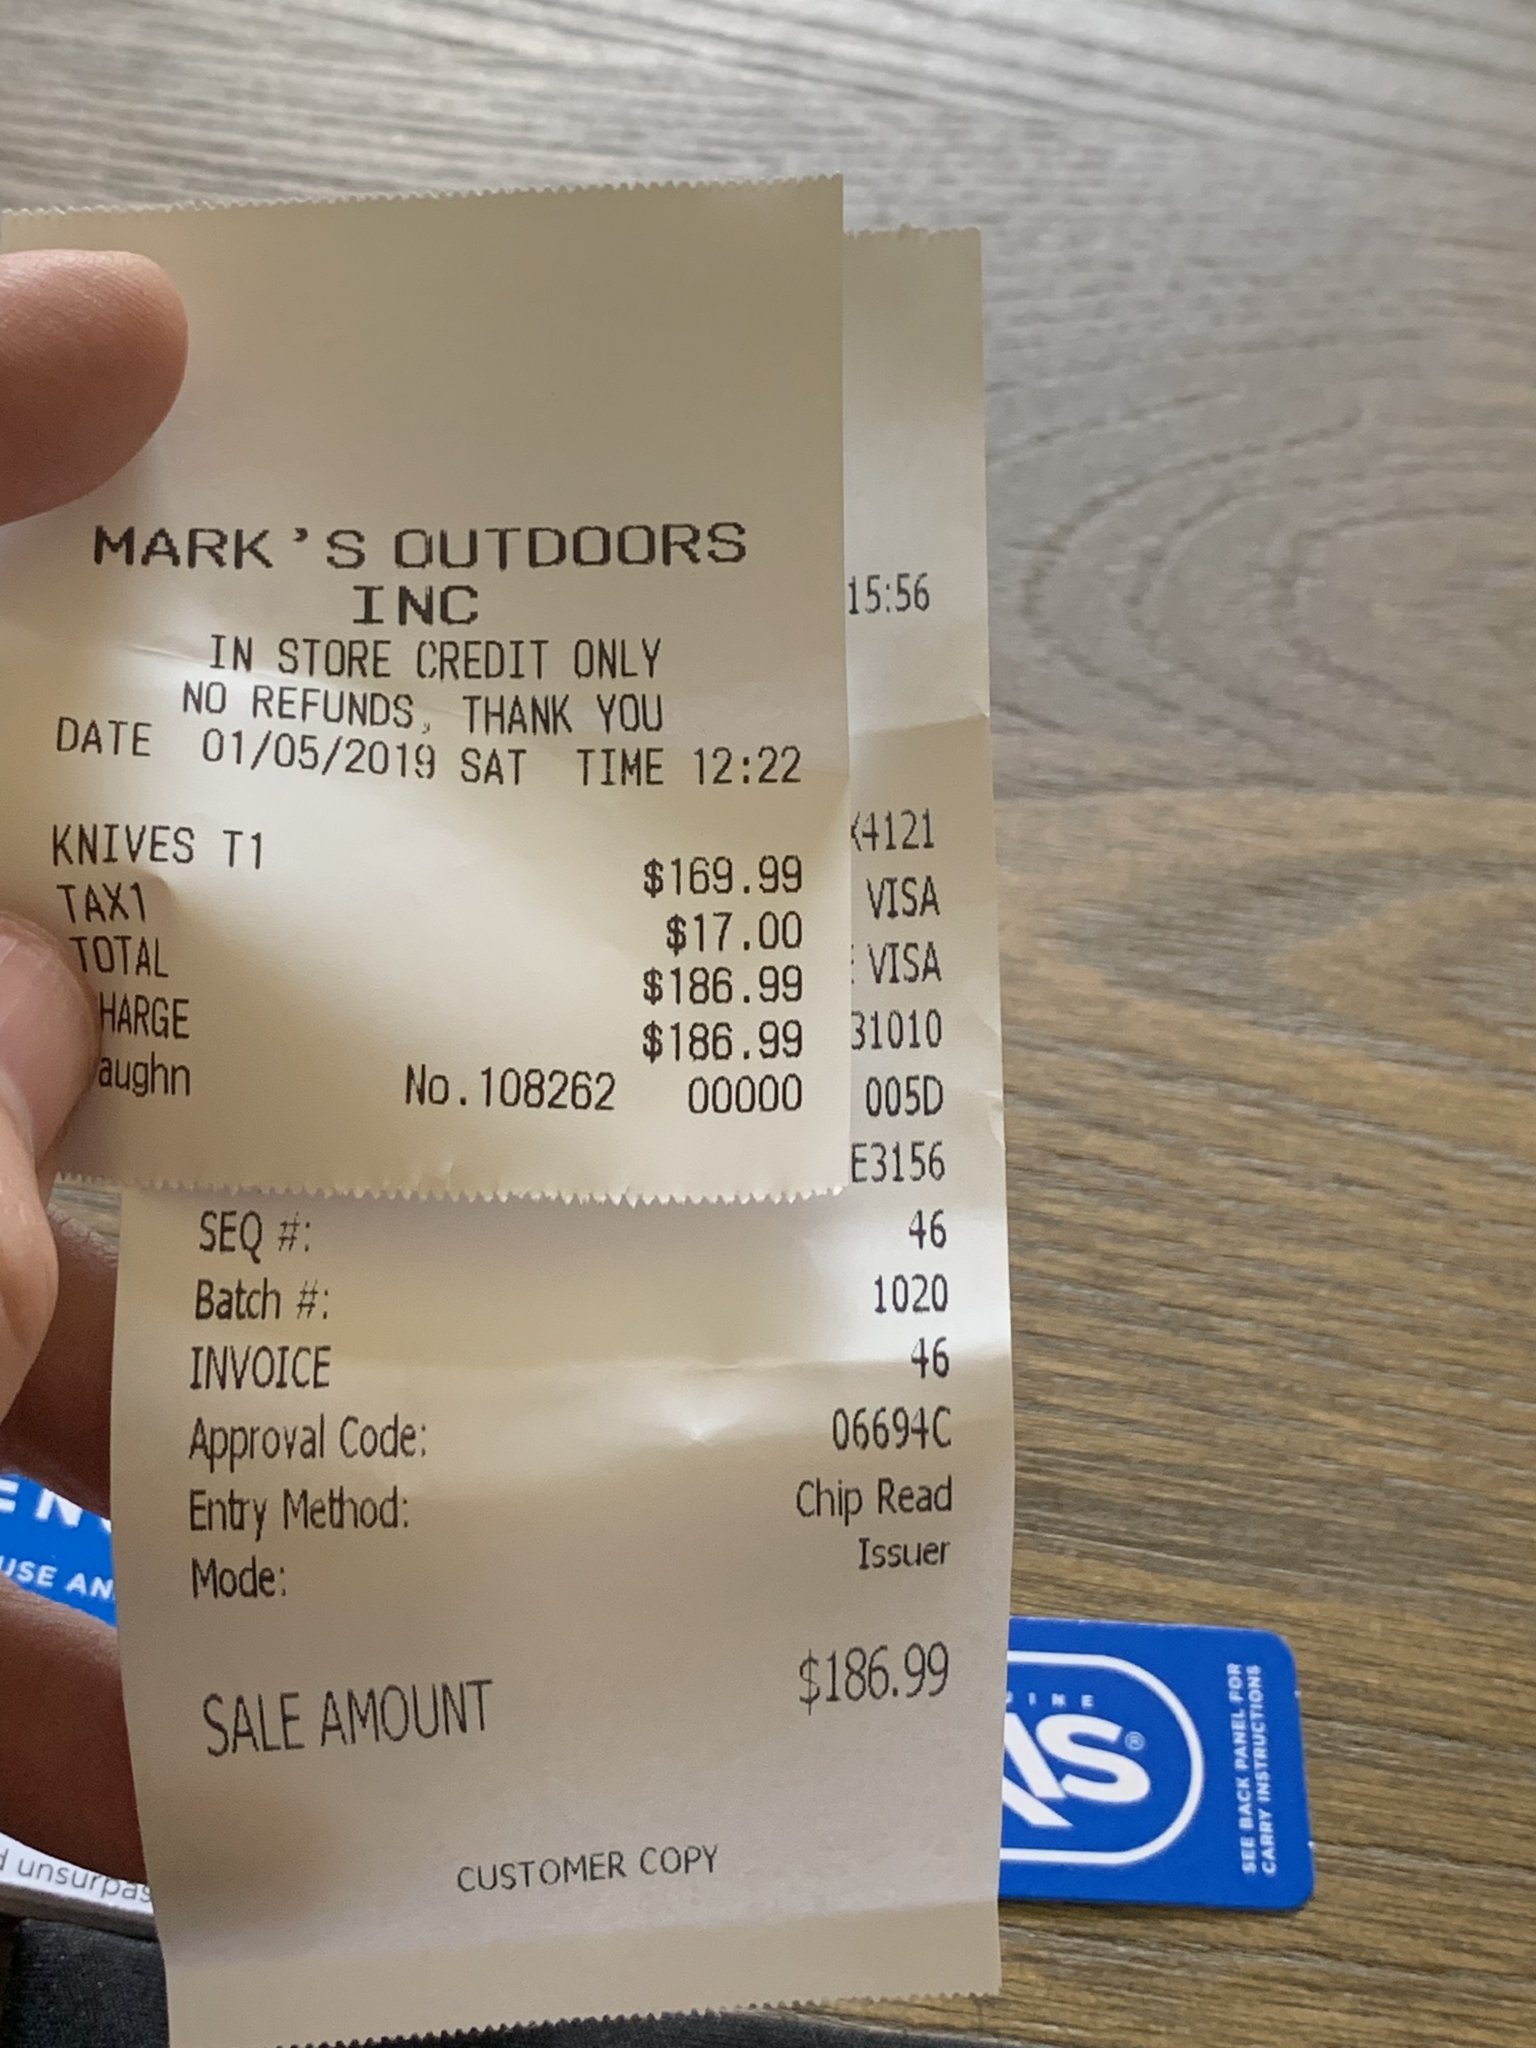 MARK'S OUTDOORS
INC
IN STORE CREDIT ONLY
NO REFUNDS, THANK YOU
DATE 01/05/2019 SAT TIME 12:22
KNIVES T1 $169.99
TAX1 $17.00
TOTAL $186.99
HARGE $186.99
aughn No.108262 00000
15:56
4121
VISA
VISA
31010
005D
E3156
SEQ #: 46
Batch #: 1020
INVOICE 46
Approval Code: 06694C
Entry Method: Chip Read
Mode: Issuer
SALE AMOUNT $186.99
CUSTOMER COPY
EN
USE AN
d unsurpas
UINE
AS®
SEE BACK PANEL FOR
CARRY INSTRUCTIONS